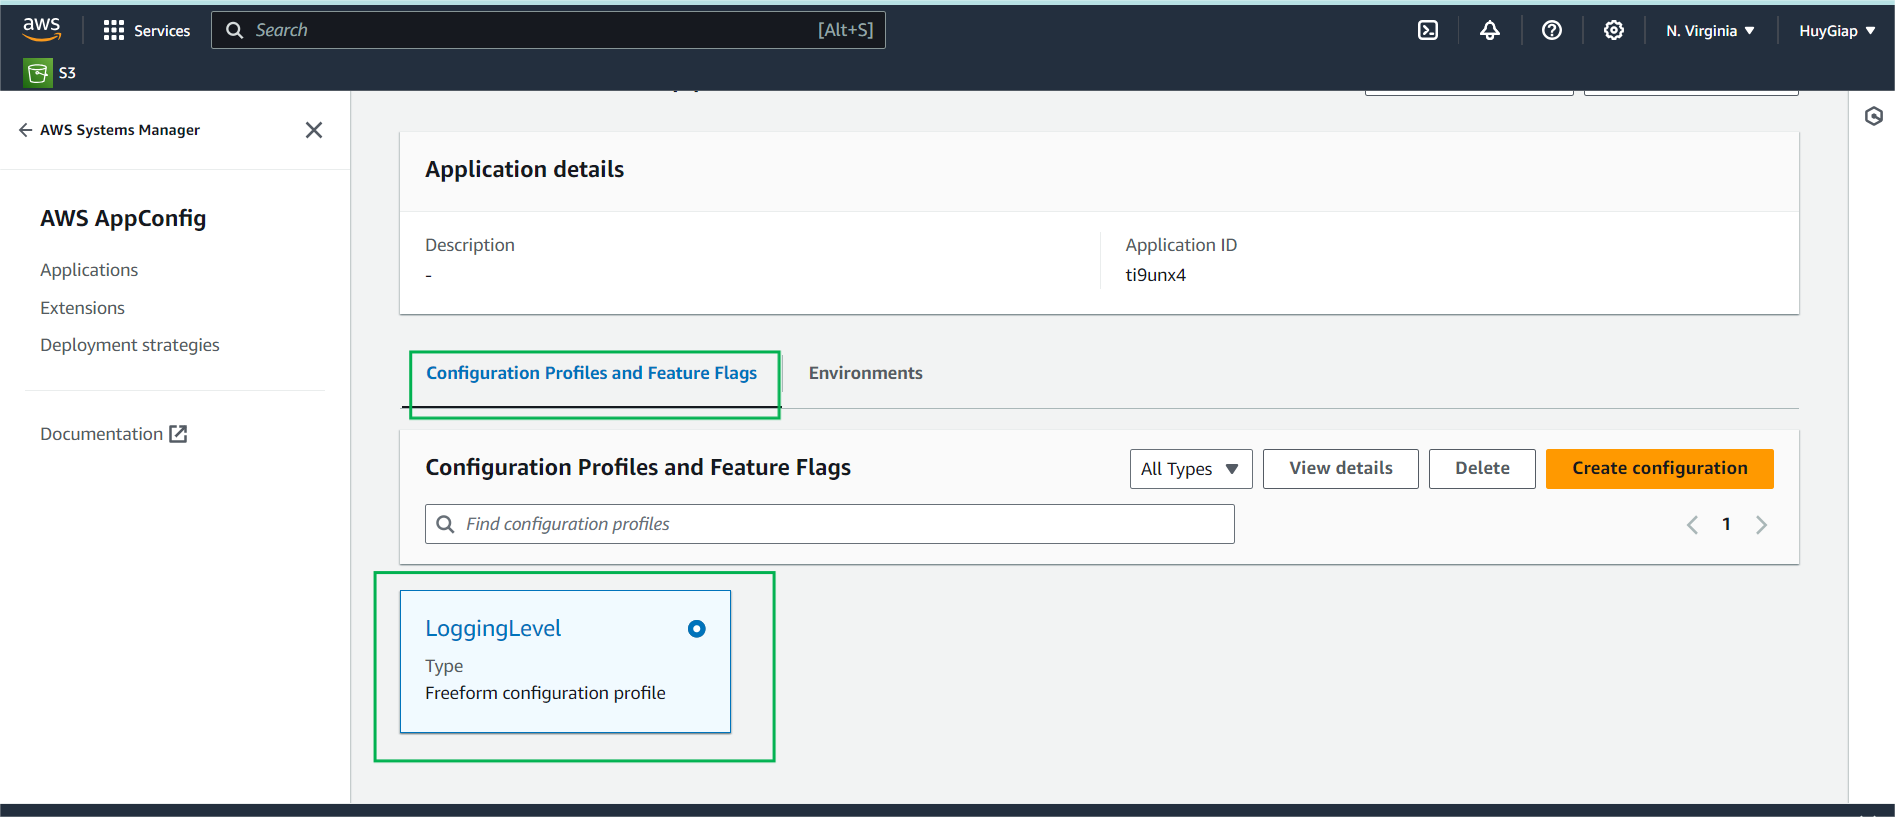 aws
Services
Search
[Alt+S]
N. Virginia
HuyGiap
S3
AWS Systems Manager
AWS AppConfig
Applications
Extensions
Deployment strategies
Documentation
Application details
Description
-
Application ID
ti9unx4
Configuration Profiles and Feature Flags
Environments
Configuration Profiles and Feature Flags
All Types
View details
Delete
Create configuration
Find configuration profiles
1
LoggingLevel
Type
Freeform configuration profile